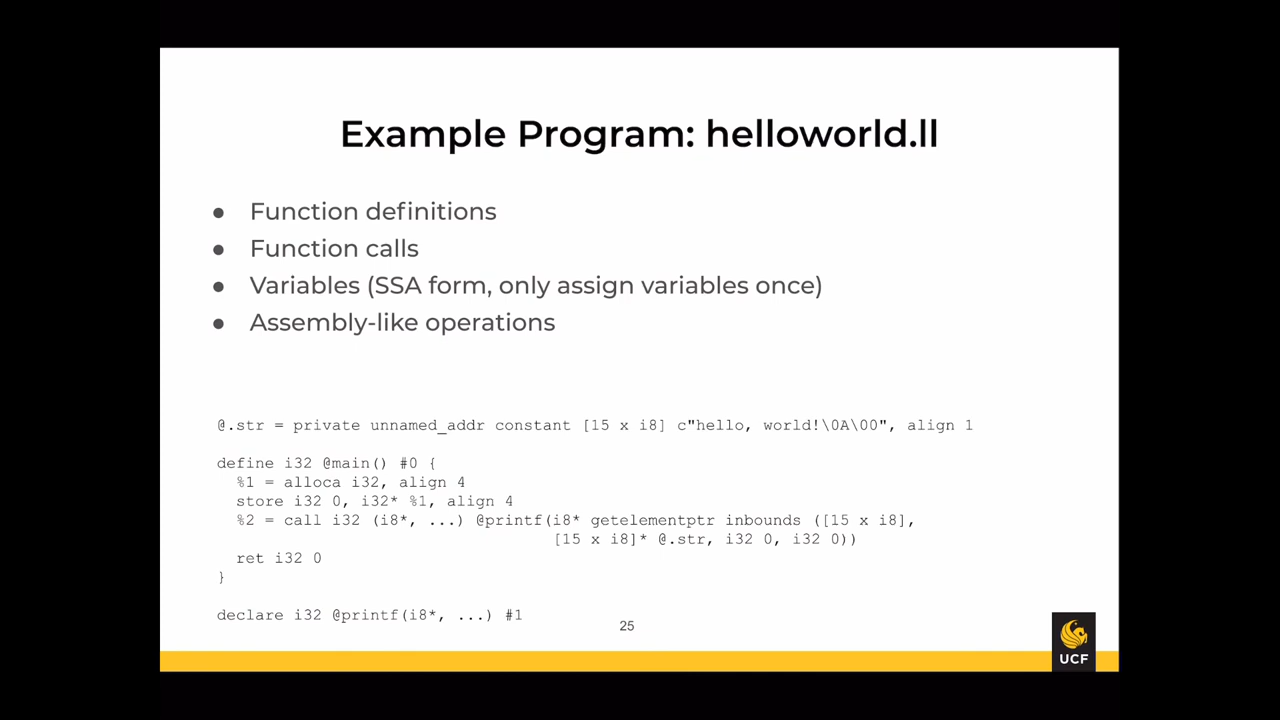 Example Program: helloworld.ll
● Function definitions
● Function calls
● Variables (SSA form, only assign variables once)
● Assembly-like operations
@.str = private unnamed_addr constant [15 x i8] c"hello, world!\0A\00", align 1
define i32 @main() #0 {
%1 = alloca i32, align 4
store i32 0, i32* %1, align 4
%2 = call i32 (i8*, ...) @printf(i8* getelementptr inbounds ([15 x i8],
[15 x i8]* @.str, i32 0, i32 0))
ret i32 0
}
declare i32 @printf(i8*, ...) #1
25
UCF